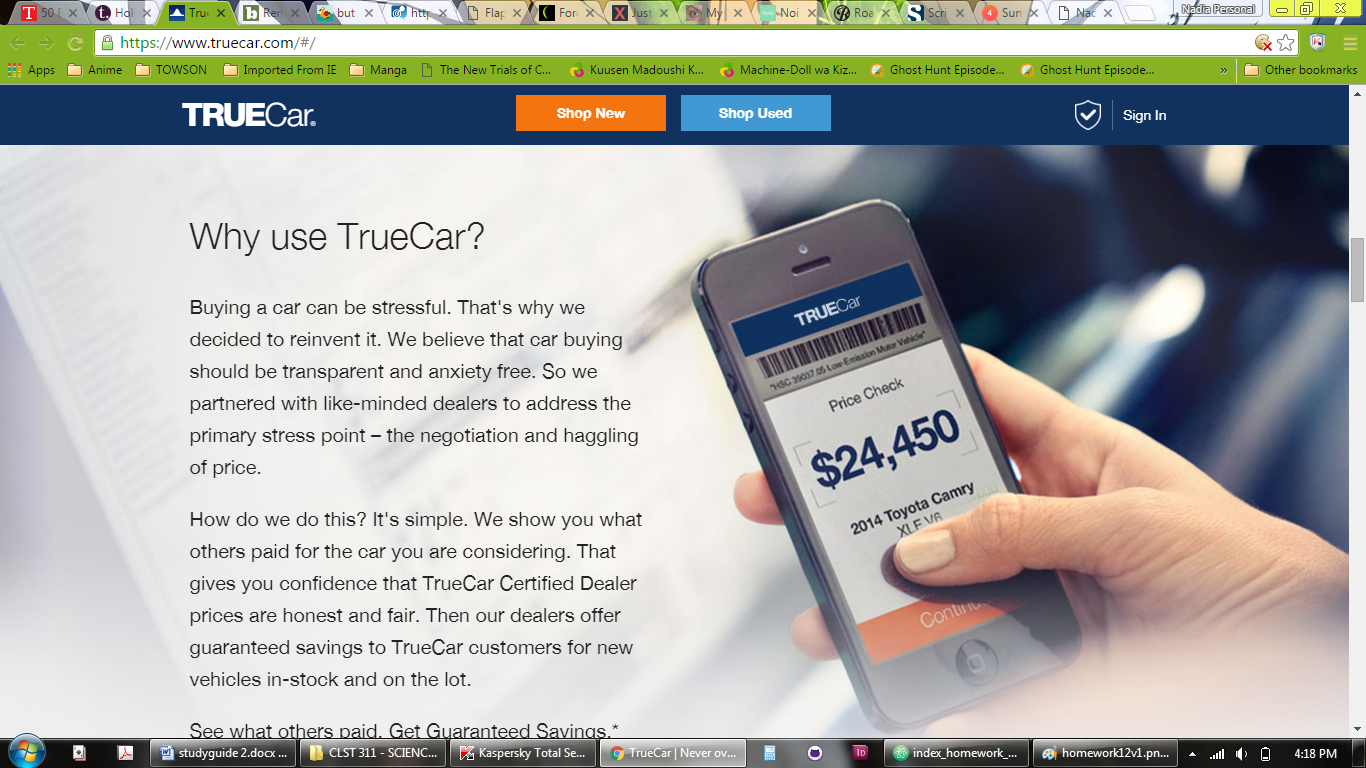 50
Hol
True
Ren
but
http
Flap
Fore
Just
My
Noi
Roa
Scri
Sun
Nac
Nadia Personal
https://www.truecar.com/#/
Apps Anime TOWSON Imported From IE Manga The New Trials of C... Kuusen Madoushi K... Machine-Doll wa Kiz... Ghost Hunt Episode... Ghost Hunt Episode... » Other bookmarks
TRUECar. Shop New Shop Used Sign In
Why use TrueCar?
Buying a car can be stressful. That's why we
decided to reinvent it. We believe that car buying
should be transparent and anxiety free. So we
partnered with like-minded dealers to address the
primary stress point – the negotiation and haggling
of price.
How do we do this? It's simple. We show you what
others paid for the car you are considering. That
gives you confidence that TrueCar Certified Dealer
prices are honest and fair. Then our dealers offer
guaranteed savings to TrueCar customers for new
vehicles in-stock and on the lot.
See what others paid. Get Guaranteed Savings.*
TRUECar
*HSC 39037.05 Low-Emission Motor Vehicle*
Price Check
$24,450
2014 Toyota Camry
XLE V6
Continue
studyguide 2.docx ... CLST 311 - SCIENC... Kaspersky Total Se... TrueCar | Never ov... index_homework_... homework12v1.pn... 4:18 PM